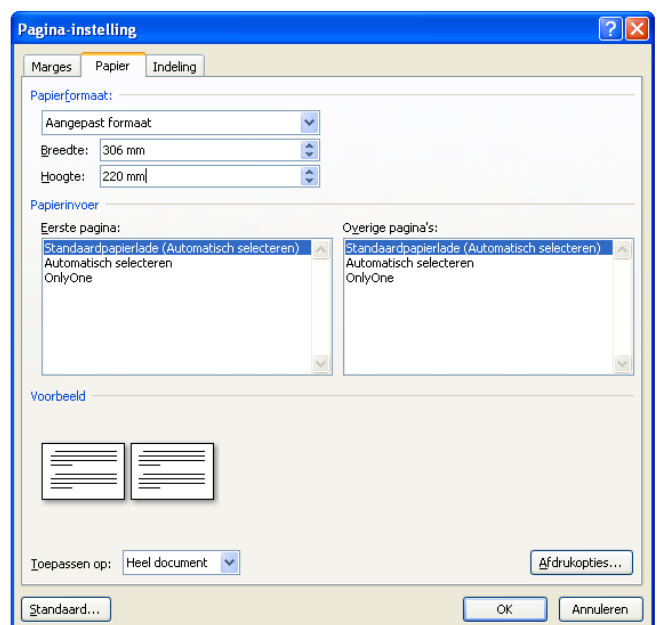 Pagina-instelling
Marges Papier Indeling
Papierformaat:
Aangepast formaat
Breedte: 306 mm
Hoogte: 220 mm
Papierinvoer
Eerste pagina: Overige pagina's:
Standaardpapierlade (Automatisch selecteren) Standaardpapierlade (Automatisch selecteren)
Automatisch selecteren Automatisch selecteren
OnlyOne OnlyOne
Voorbeeld
Toepassen op: Heel document Afdrukopties...
Standaard... OK Annuleren